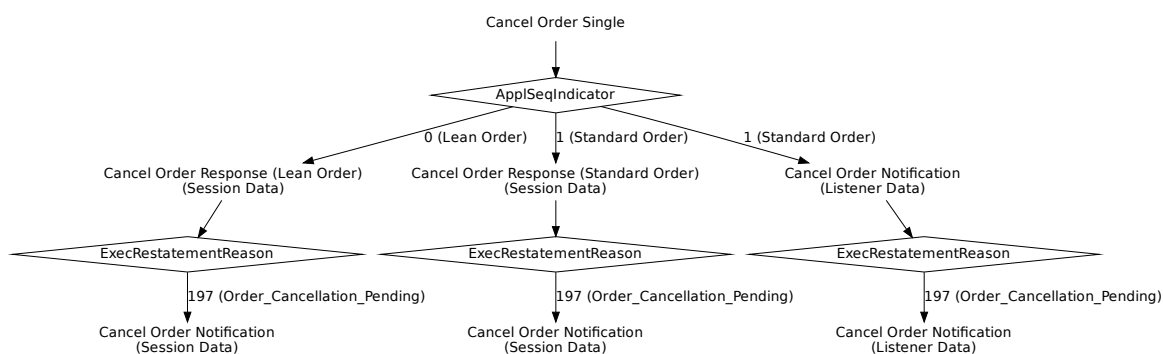 Cancel Order Single
ApplSeqIndicator
0 (Lean Order)
1 (Standard Order)
1 (Standard Order)
Cancel Order Response (Lean Order)
(Session Data)
Cancel Order Response (Standard Order)
(Session Data)
Cancel Order Notification
(Listener Data)
ExecRestatementReason
ExecRestatementReason
ExecRestatementReason
197 (Order_Cancellation_Pending)
197 (Order_Cancellation_Pending)
197 (Order_Cancellation_Pending)
Cancel Order Notification
(Session Data)
Cancel Order Notification
(Session Data)
Cancel Order Notification
(Listener Data)